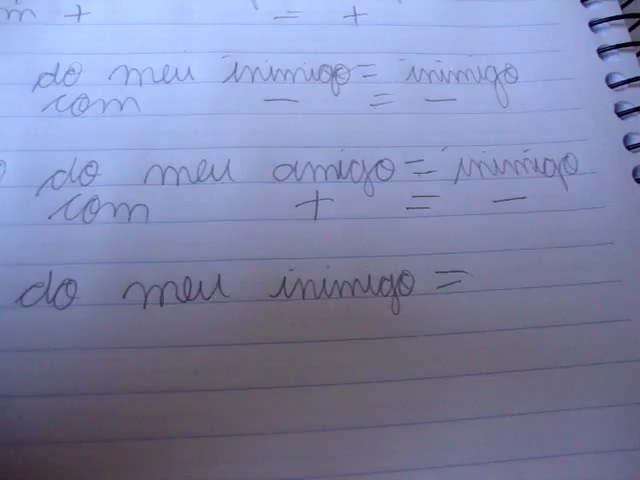 m + = +
do meu inimigo = inimigo
com - = -
do meu amigo = inimigo
com + = -
do meu inimigo =